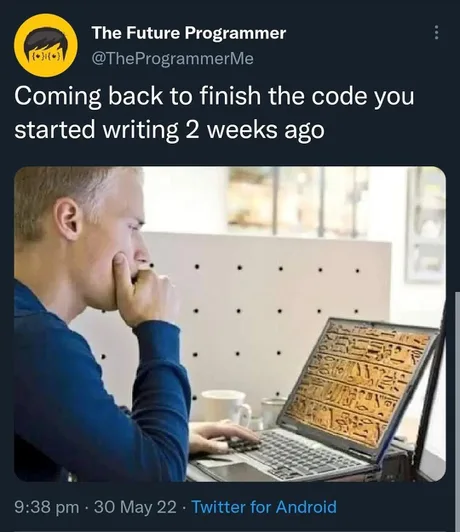 The Future Programmer
@TheProgrammerMe
Coming back to finish the code you
started writing 2 weeks ago
9:38 pm · 30 May 22 · Twitter for Android